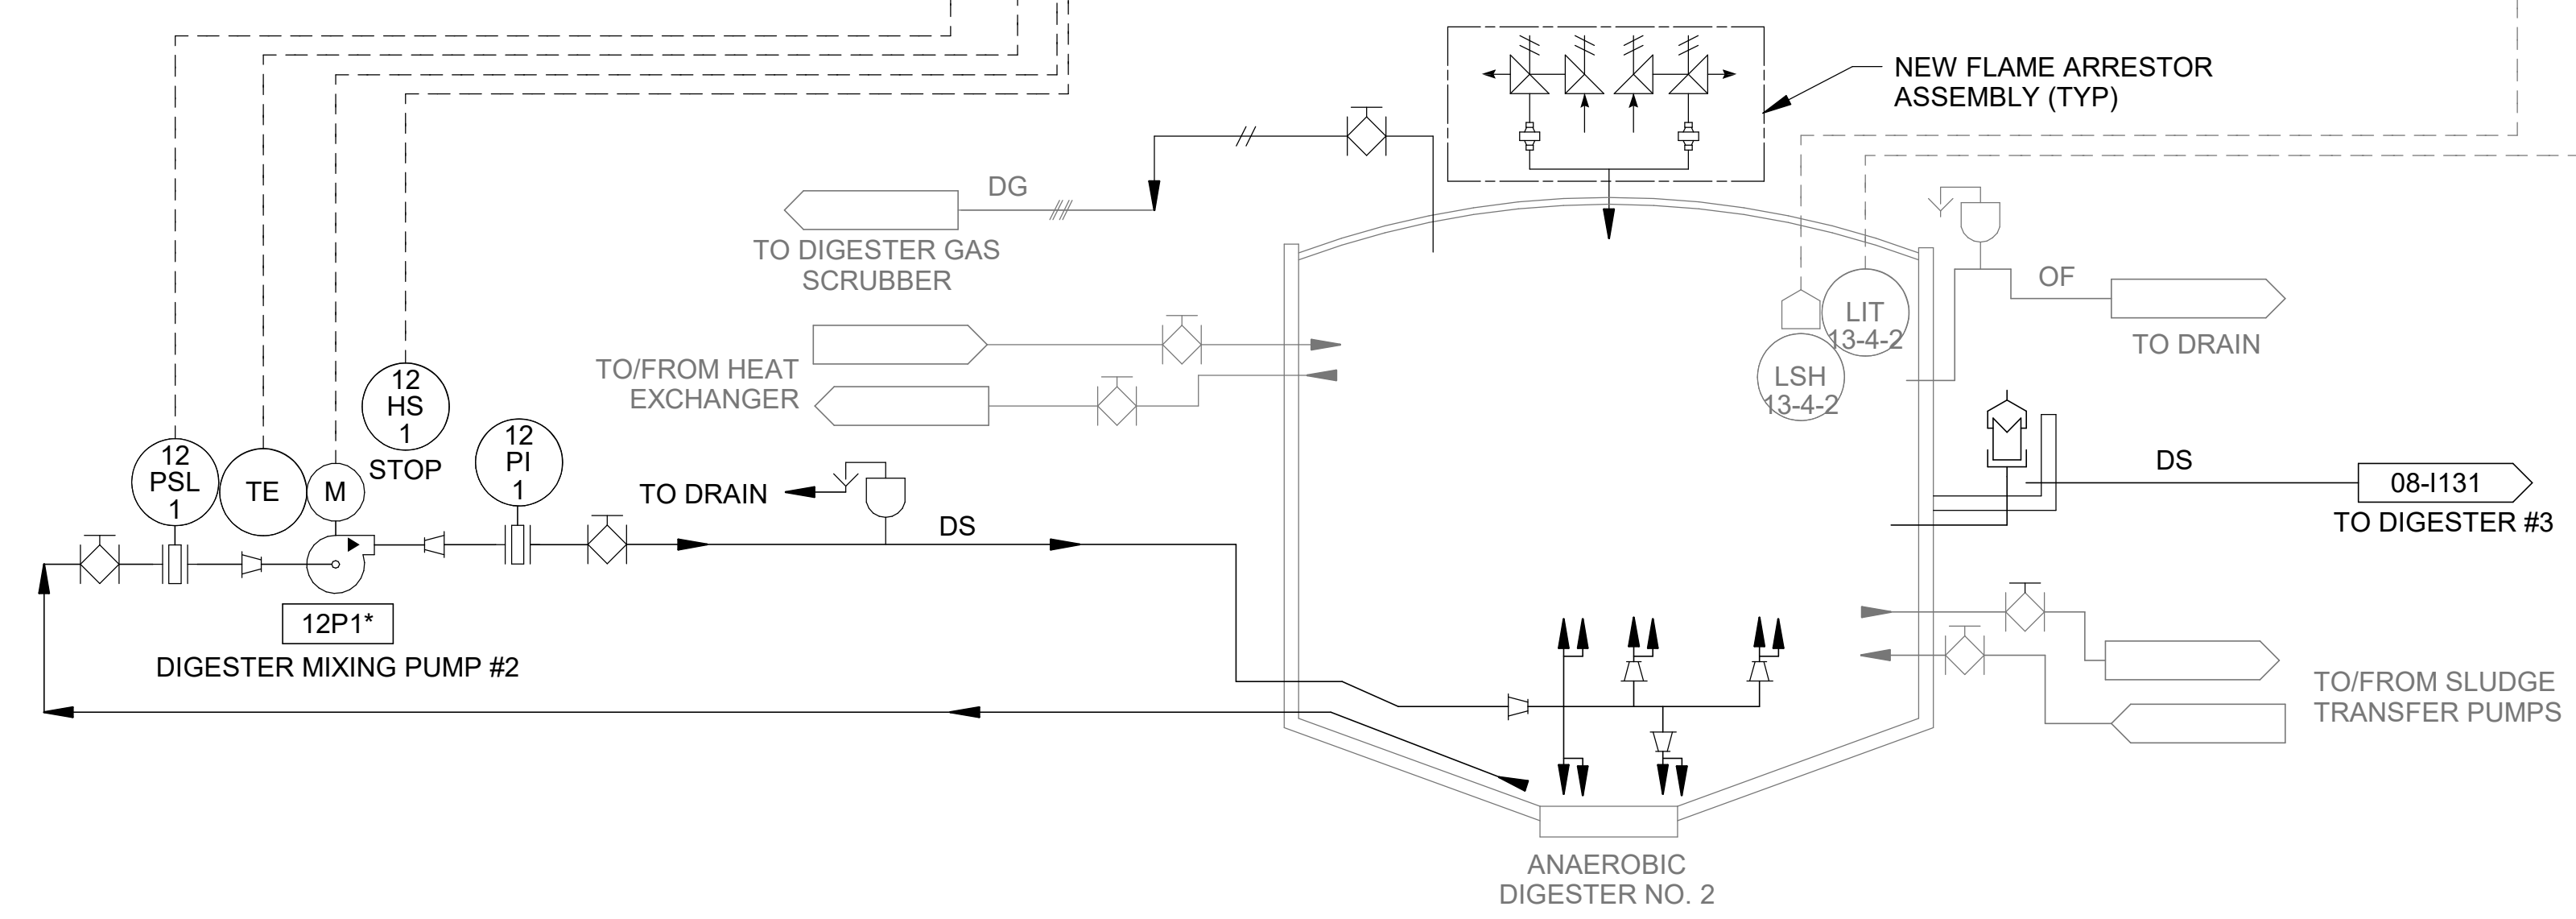 NEW FLAME ARRESTOR
ASSEMBLY (TYP)
DG
TO DIGESTER GAS
SCRUBBER
OF
TO DRAIN
LIT
13-4-2
LSH
13-4-2
TO/FROM HEAT
EXCHANGER
12
HS
1
STOP
12
PI
1
12
PSL
1
TE
M
TO DRAIN
DS
DS
08-I131
TO DIGESTER #3
12P1*
DIGESTER MIXING PUMP #2
TO/FROM SLUDGE
TRANSFER PUMPS
ANAEROBIC
DIGESTER NO. 2